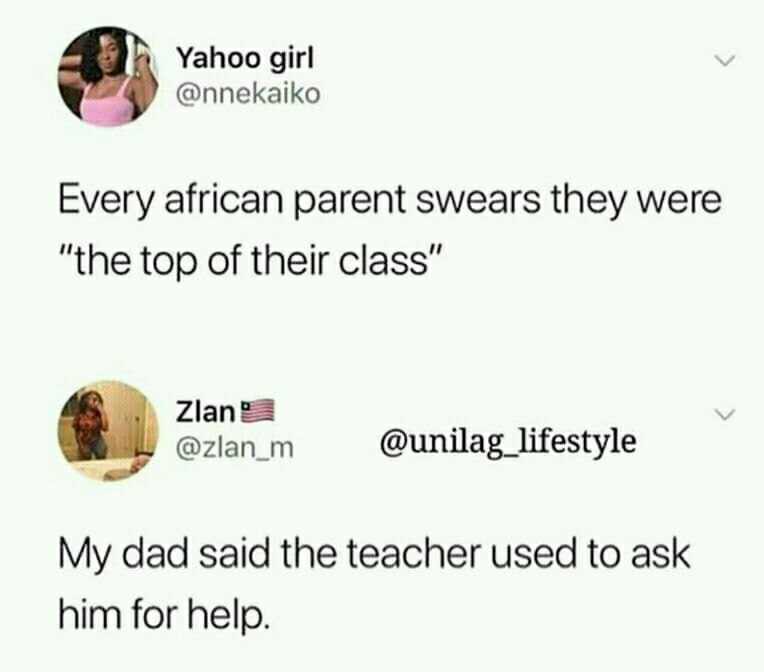 Yahoo girl
@nnekaiko
Every african parent swears they were
"the top of their class"
Zlan🇱🇷
@zlan_m
@unilag_lifestyle
My dad said the teacher used to ask
him for help.